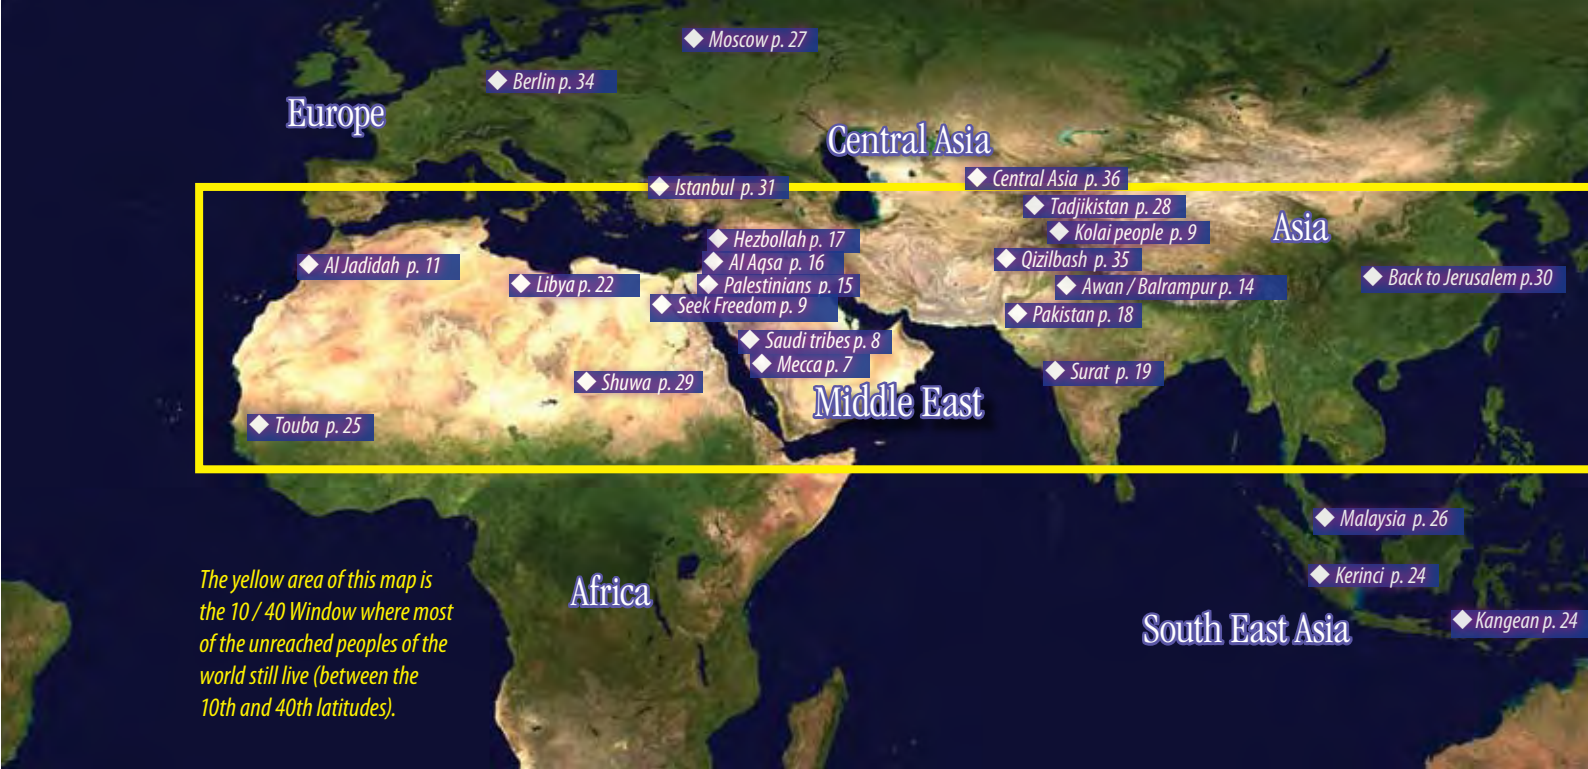 Moscow p. 27
Berlin p. 34
Europe
Central Asia
Central Asia p. 36
Istanbul p. 31
Tadjikistan p. 28
Kolai people p. 9
Asia
Hezbollah p. 17
Al Aqsa p. 16
Qizilbash p. 35
Al Jadidah p. 11
Libya p. 22
Palestinians p. 15
Awan / Balrampur p. 14
Back to Jerusalem p.30
Seek Freedom p. 9
Pakistan p. 18
Saudi tribes p. 8
Mecca p. 7
Surat p. 19
Shuwa p. 29
Middle East
Touba p. 25
Malaysia p. 26
Kerinci p. 24
Africa
Kangean p. 24
South East Asia
The yellow area of this map is
the 10 / 40 Window where most
of the unreached peoples of the
world still live (between the
10th and 40th latitudes).